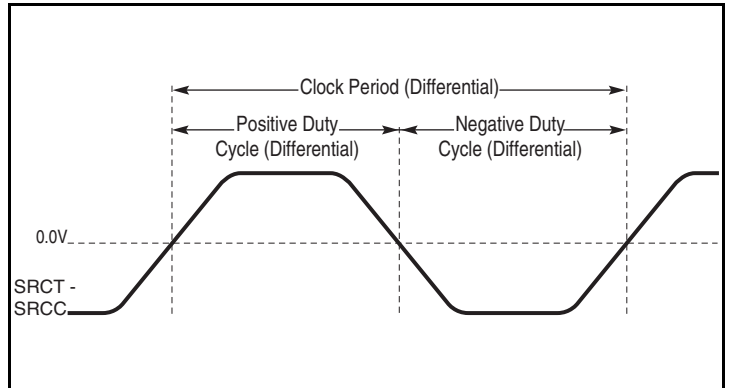 Clock Period (Differential)
Positive Duty
Cycle (Differential)
Negative Duty
Cycle (Differential)
0.0V
SRCT -
SRCC